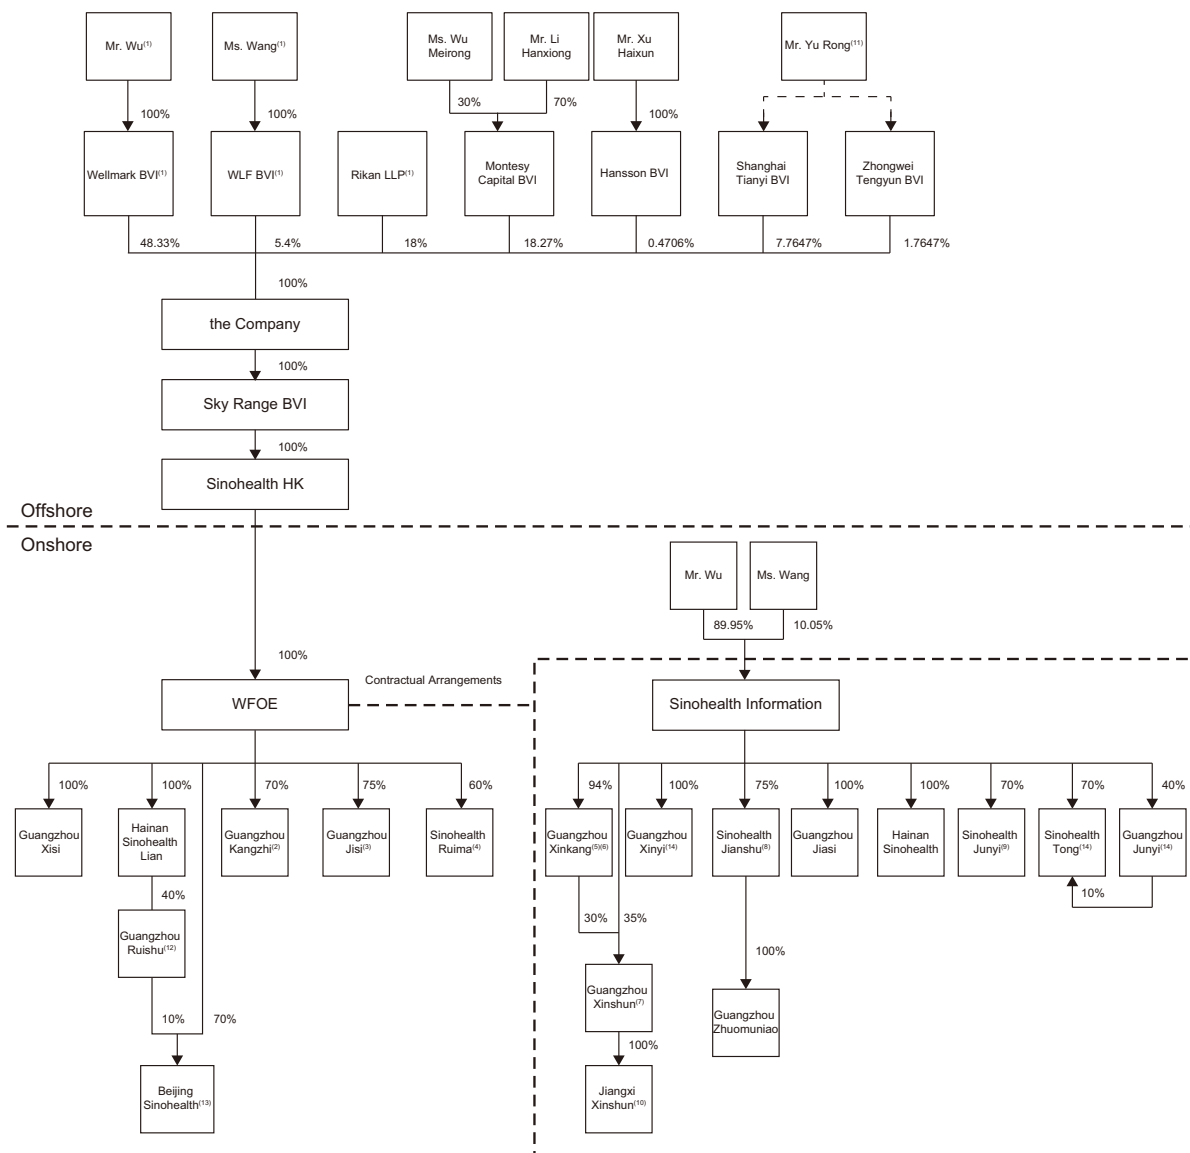 Mr. Wu(1)
Ms. Wang(1)
Ms. Wu
Meirong
Mr. Li
Hanxiong
Mr. Xu
Haixun
Mr. Yu Rong(11)
100%
100%
30%
70%
100%
Wellmark BVI(1)
WLF BVI(1)
Rikan LLP(1)
Montesy
Capital BVI
Hansson BVI
Shanghai
Tianyi BVI
Zhongwei
Tengyun BVI
48.33%
5.4%
18%
18.27%
0.4706%
7.7647%
1.7647%
100%
the Company
100%
Sky Range BVI
100%
Sinohealth HK
Offshore
Onshore
Mr. Wu
Ms. Wang
89.95%
10.05%
100%
Contractual Arrangements
WFOE
Sinohealth Information
100%
100%
70%
75%
60%
94%
100%
75%
100%
100%
70%
70%
40%
Guangzhou
Xisi
Hainan
Sinohealth
Lian
Guangzhou
Kangzhi(2)
Guangzhou
Jisi(3)
Sinohealth
Ruima(4)
Guangzhou
Xinkang(5)(6)
Guangzhou
Xinyi(14)
Sinohealth
Jianshu(8)
Guangzhou
Jiasi
Hainan
Sinohealth
Sinohealth
Junyi(9)
Sinohealth
Tong(14)
Guangzhou
Junyi(14)
40%
10%
30%
35%
Guangzhou
Ruishu(12)
100%
Guangzhou
Xinshun(7)
Guangzhou
Zhuomuniao
10%
70%
100%
Beijing
Sinohealth(13)
Jiangxi
Xinshun(10)